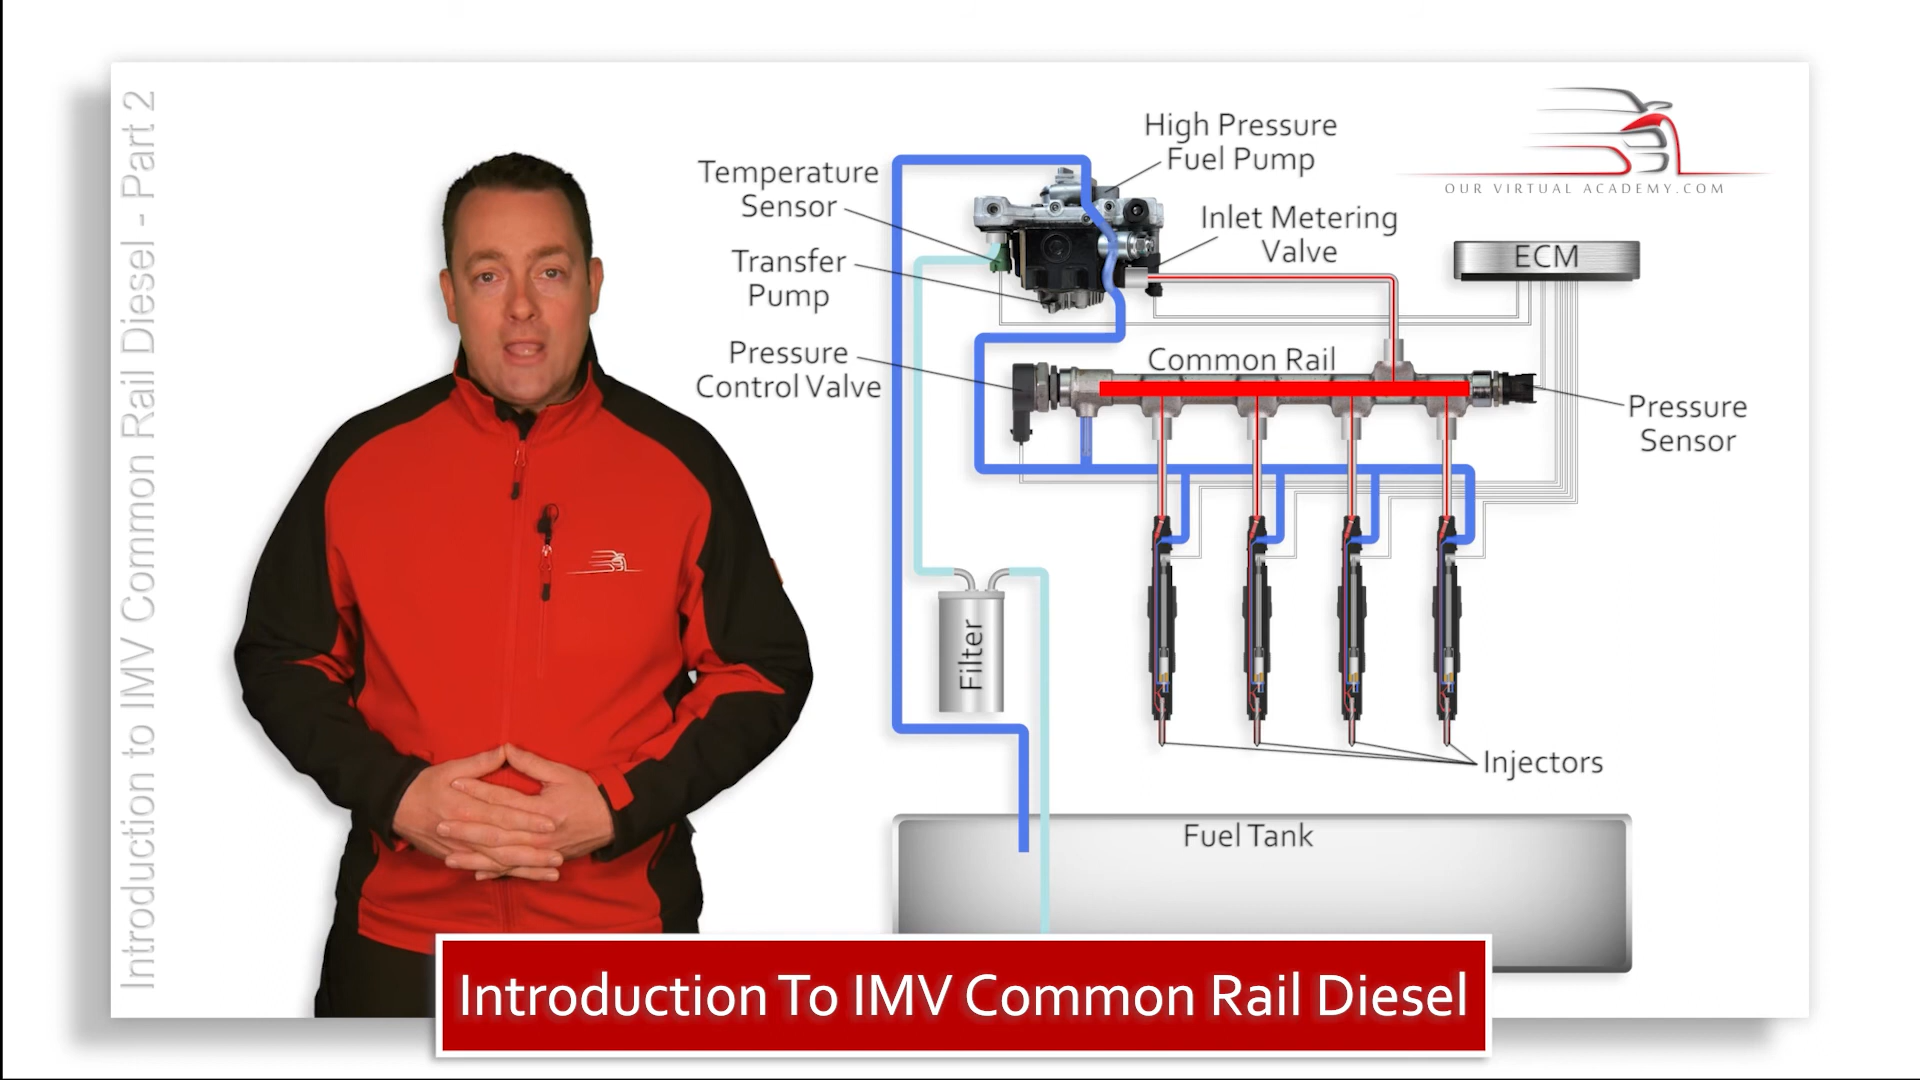 Introduction to IMV Common Rail Diesel - Part 2
High Pressure
Fuel Pump
OUR VIRTUAL ACADEMY.COM
Temperature
Sensor
Inlet Metering
Valve
ECM
Transfer
Pump
Pressure
Control Valve
Common Rail
Pressure
Sensor
Filter
Injectors
Fuel Tank
Introduction To IMV Common Rail Diesel